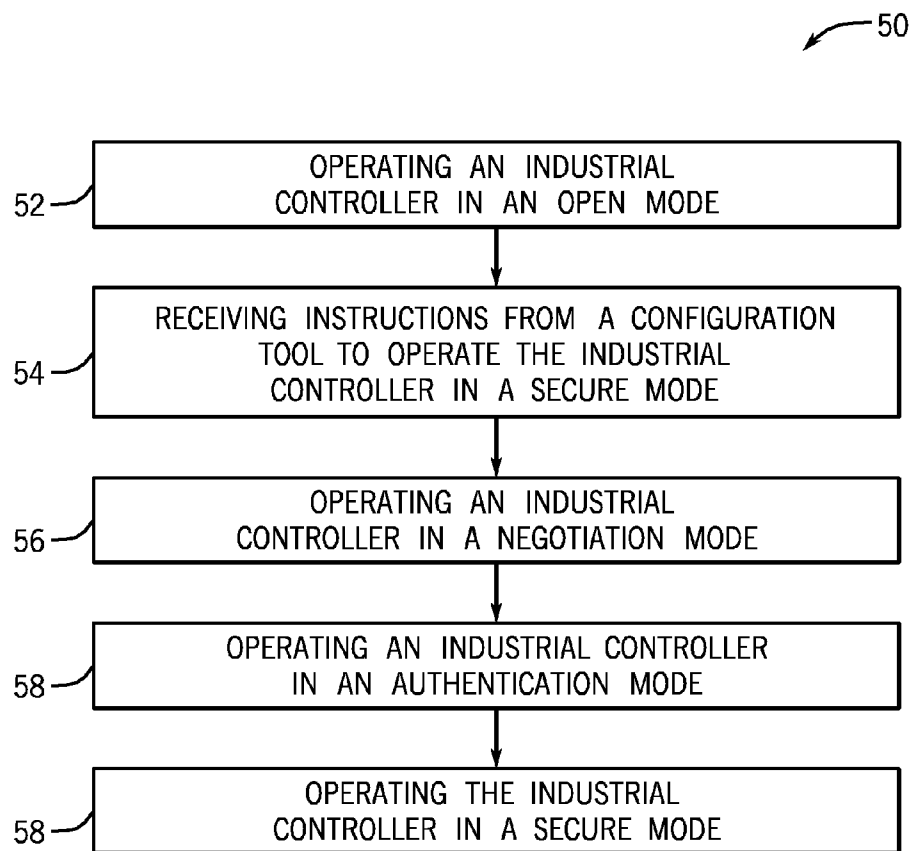 50
OPERATING AN INDUSTRIAL
CONTROLLER IN AN OPEN MODE
52
RECEIVING INSTRUCTIONS FROM A CONFIGURATION
TOOL TO OPERATE THE INDUSTRIAL
CONTROLLER IN A SECURE MODE
54
OPERATING AN INDUSTRIAL
CONTROLLER IN A NEGOTIATION MODE
56
OPERATING AN INDUSTRIAL CONTROLLER
IN AN AUTHENTICATION MODE
58
OPERATING THE INDUSTRIAL
CONTROLLER IN A SECURE MODE
58